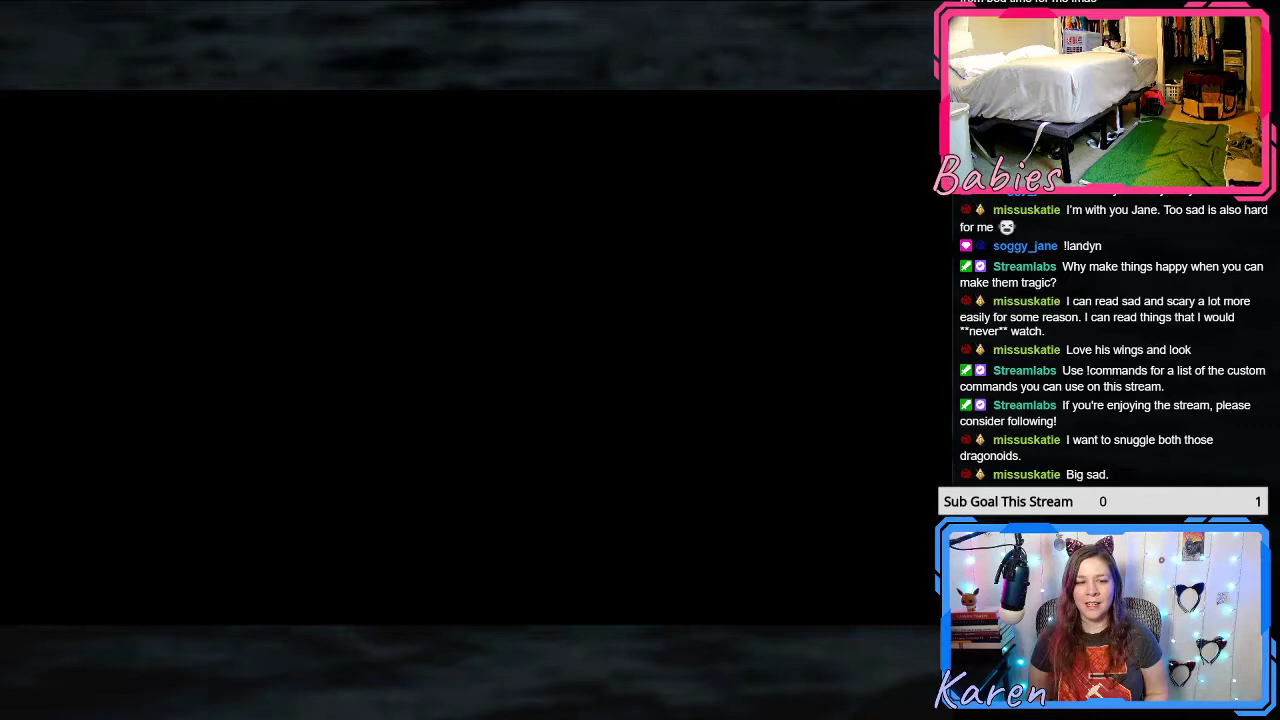 Babies
missuskatie I'm with you Jane. Too sad is also hard
for me
soggy_jane !landyn
Streamlabs Why make things happy when you can
make them tragic?
missuskatie I can read sad and scary a lot more
easily for some reason. I can read things that I would
**never** watch.
missuskatie Love his wings and look
Streamlabs Use !commands for a list of the custom
commands you can use on this stream.
Streamlabs If you're enjoying the stream, please
consider following!
missuskatie I want to snuggle both those
dragonoids.
missuskatie Big sad.
Sub Goal This Stream 0 1
Karen